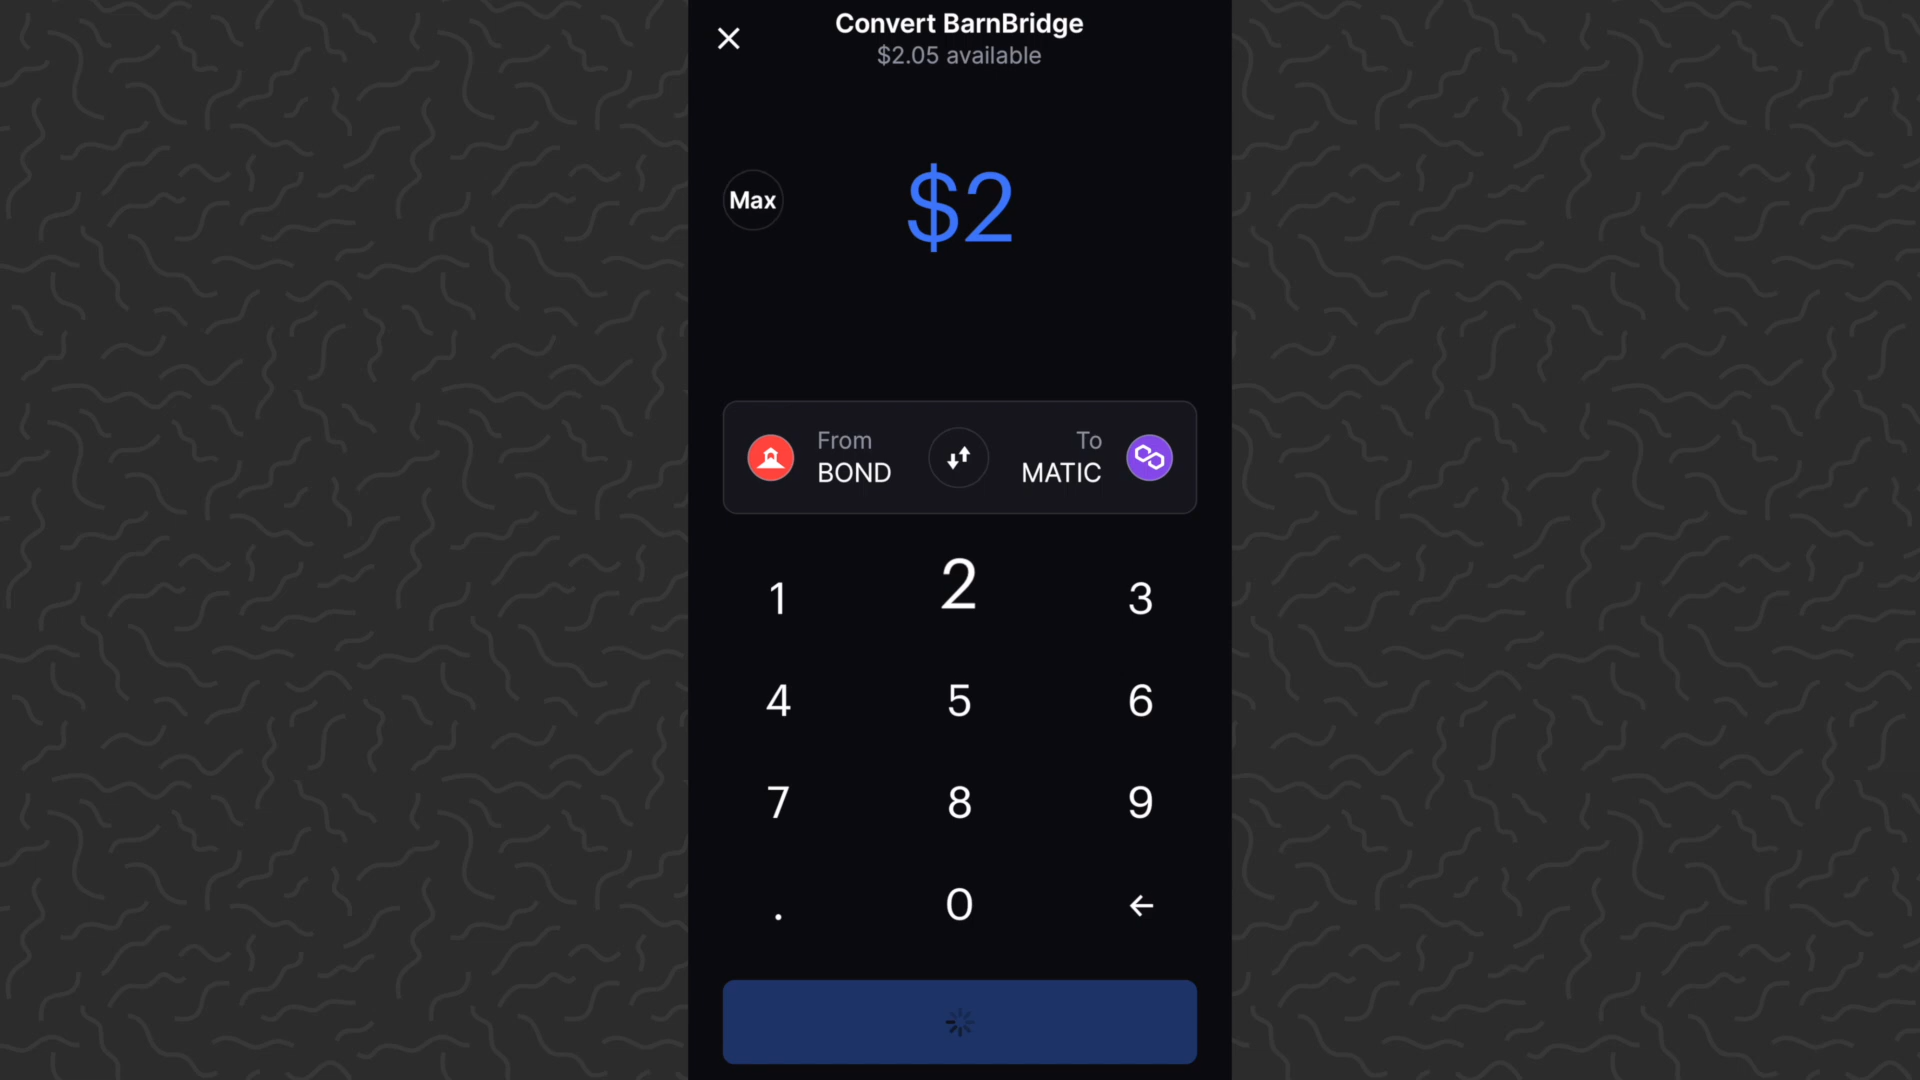 Convert BarnBridge
$2.05 available
Max
$2
From
BOND
To
MATIC
1 2 3
4 5 6
7 8 9
. 0 ←